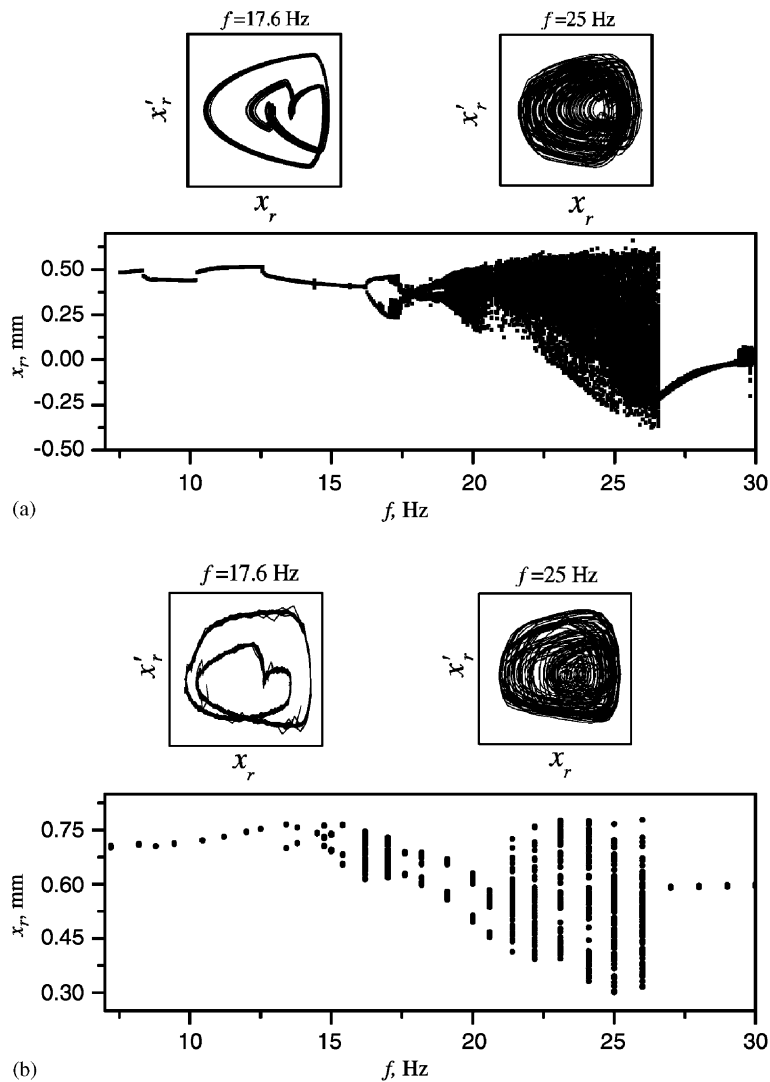 f=17.6 Hz f=25 Hz
x′r x′r
xr xr
0.50
0.25
0.00
-0.25
-0.50
xr, mm
10 15 20 25 30
(a) f, Hz
f=17.6 Hz f=25 Hz
x′r x′r
xr xr
0.75
0.60
0.45
0.30
xr, mm
10 15 20 25 30
(b) f, Hz